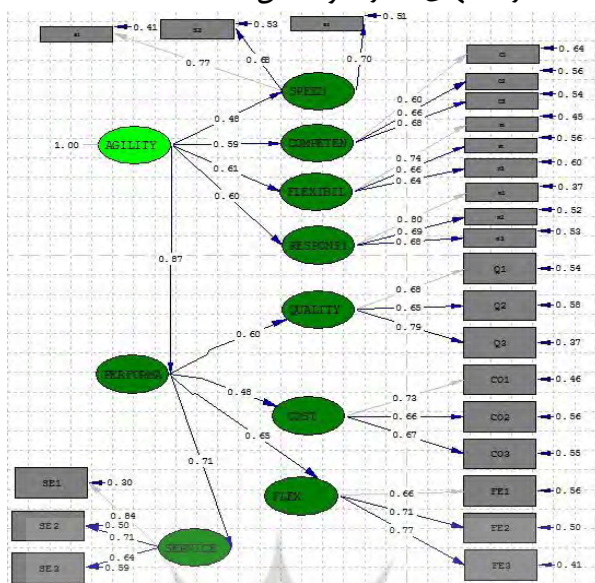 0.41
0.53
0.51
0.77
0.68
0.70
SPEED
0.48
1.00
AGILITY
0.59
COMPETEN
0.61
FLEXIBIL
0.60
RESPONSI
0.60
0.66
0.68
0.64
0.56
0.54
0.74
0.66
0.64
0.45
0.56
0.60
0.80
0.69
0.68
0.37
0.52
0.53
0.87
QUALITY
0.68
0.65
0.79
Q1
0.54
Q2
0.58
Q3
0.37
0.60
PERFORMA
0.48
COST
0.73
0.66
0.67
CO1
0.46
CO2
0.56
CO3
0.55
0.65
FLEX
0.66
0.71
0.77
FE1
0.56
FE2
0.50
FE3
0.41
0.71
SERVICE
SE1
0.30
0.84
SE2
0.50
0.71
SE3
0.64
0.59